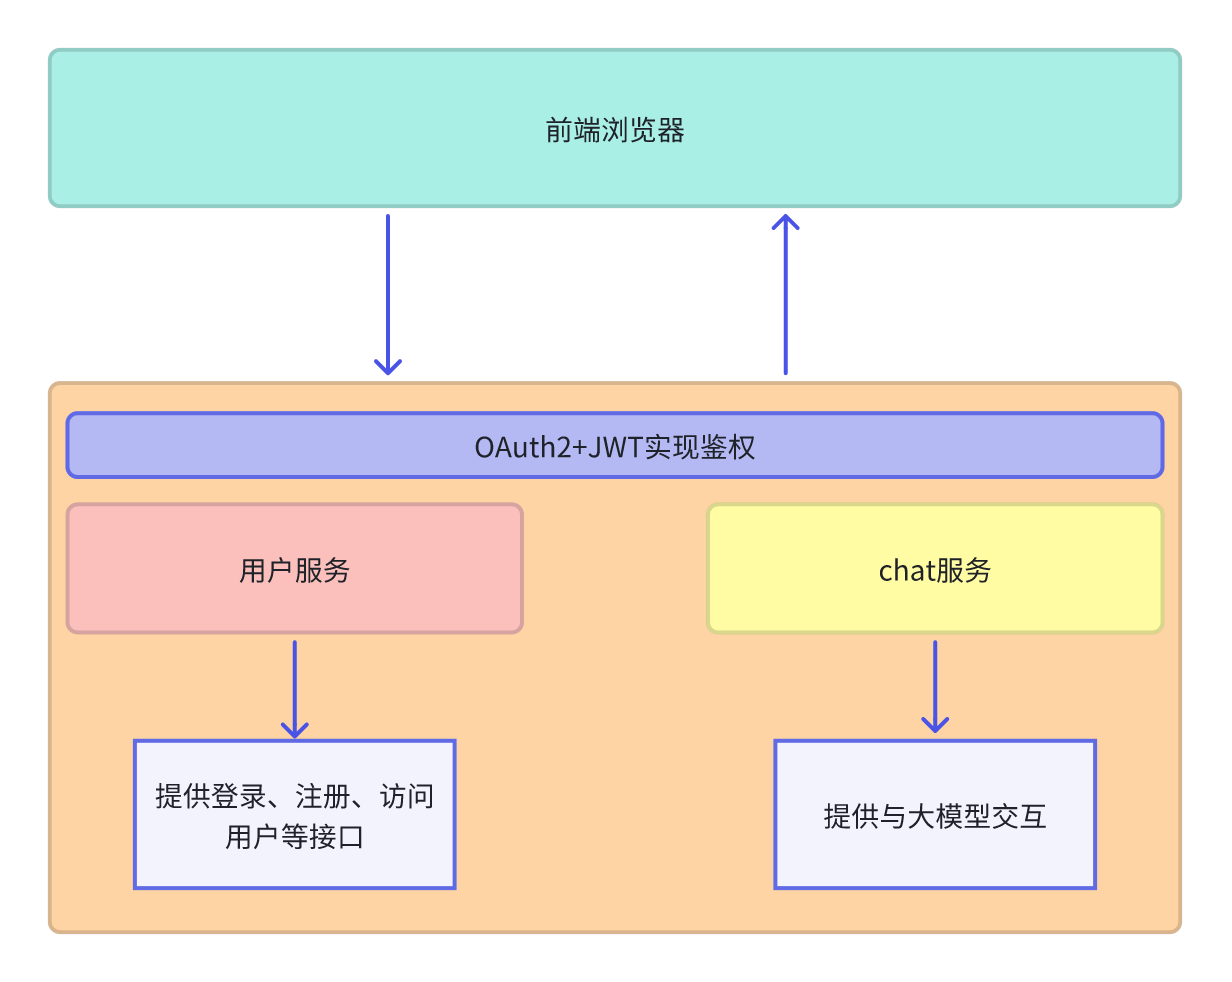 前端浏览器
OAuth2+JWT实现鉴权
用户服务
chat服务
提供登录、注册、访问
用户等接口
提供与大模型交互